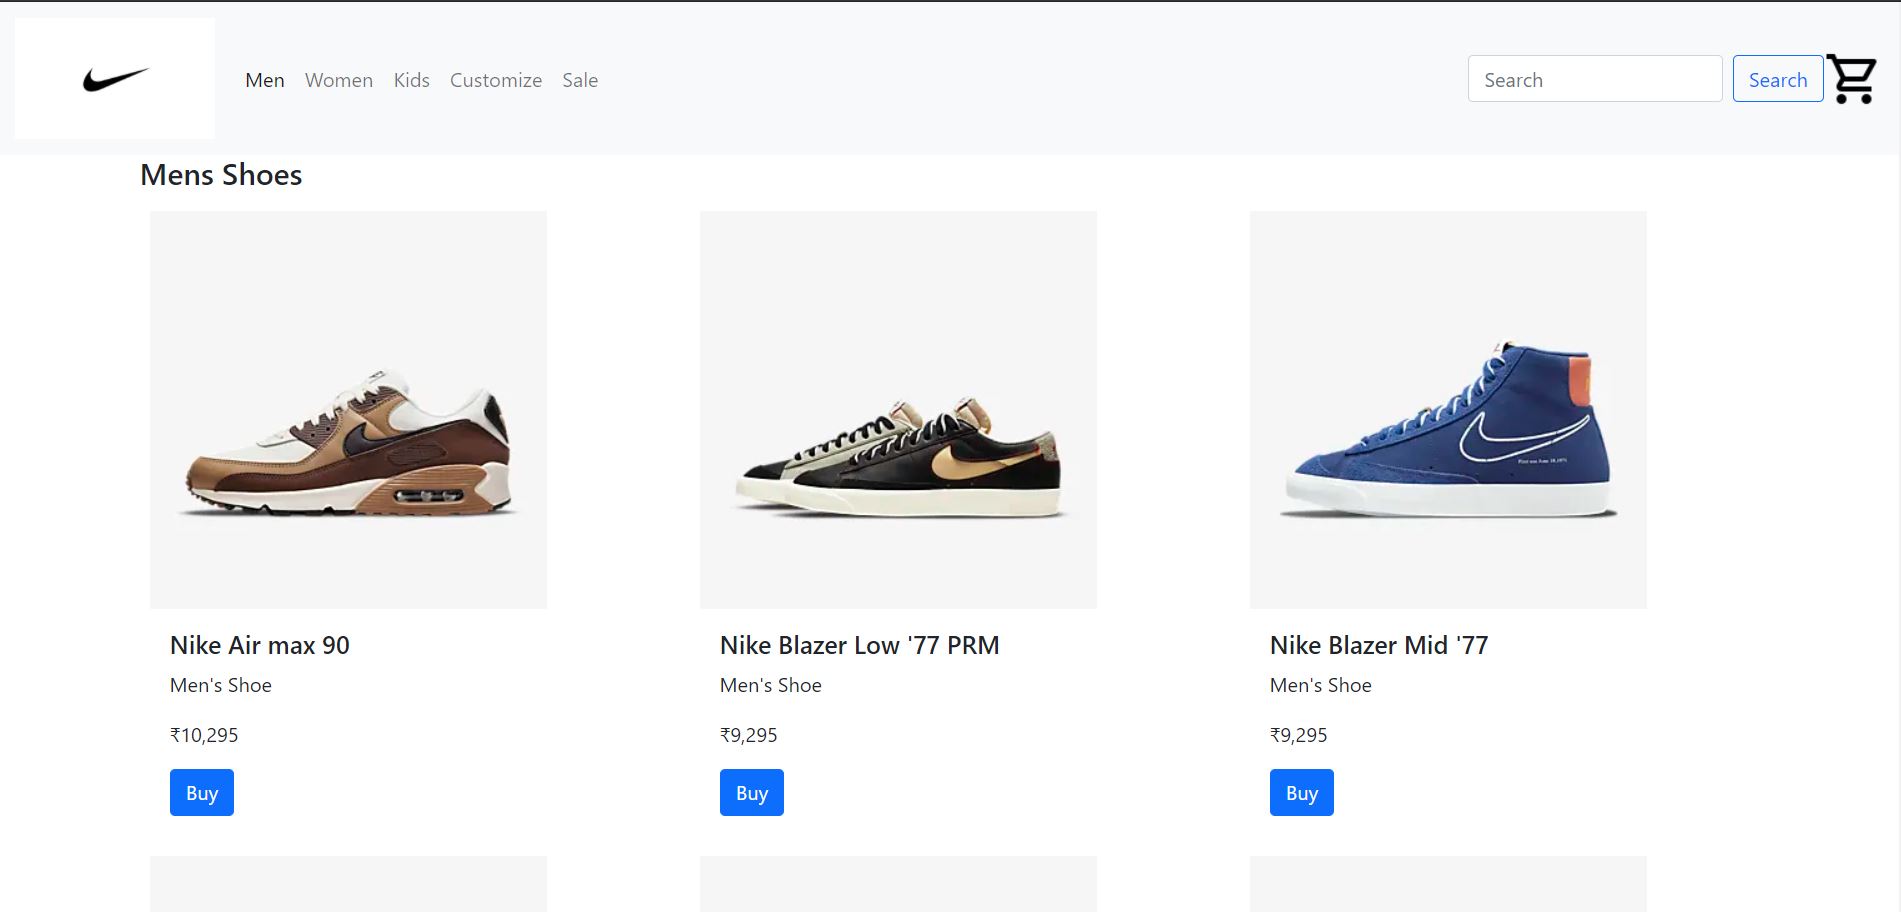 Men Women Kids Customize Sale Search Search
Mens Shoes
Nike Air max 90
Men's Shoe
₹10,295
Buy
Nike Blazer Low '77 PRM
Men's Shoe
₹9,295
Buy
Nike Blazer Mid '77
Men's Shoe
₹9,295
Buy